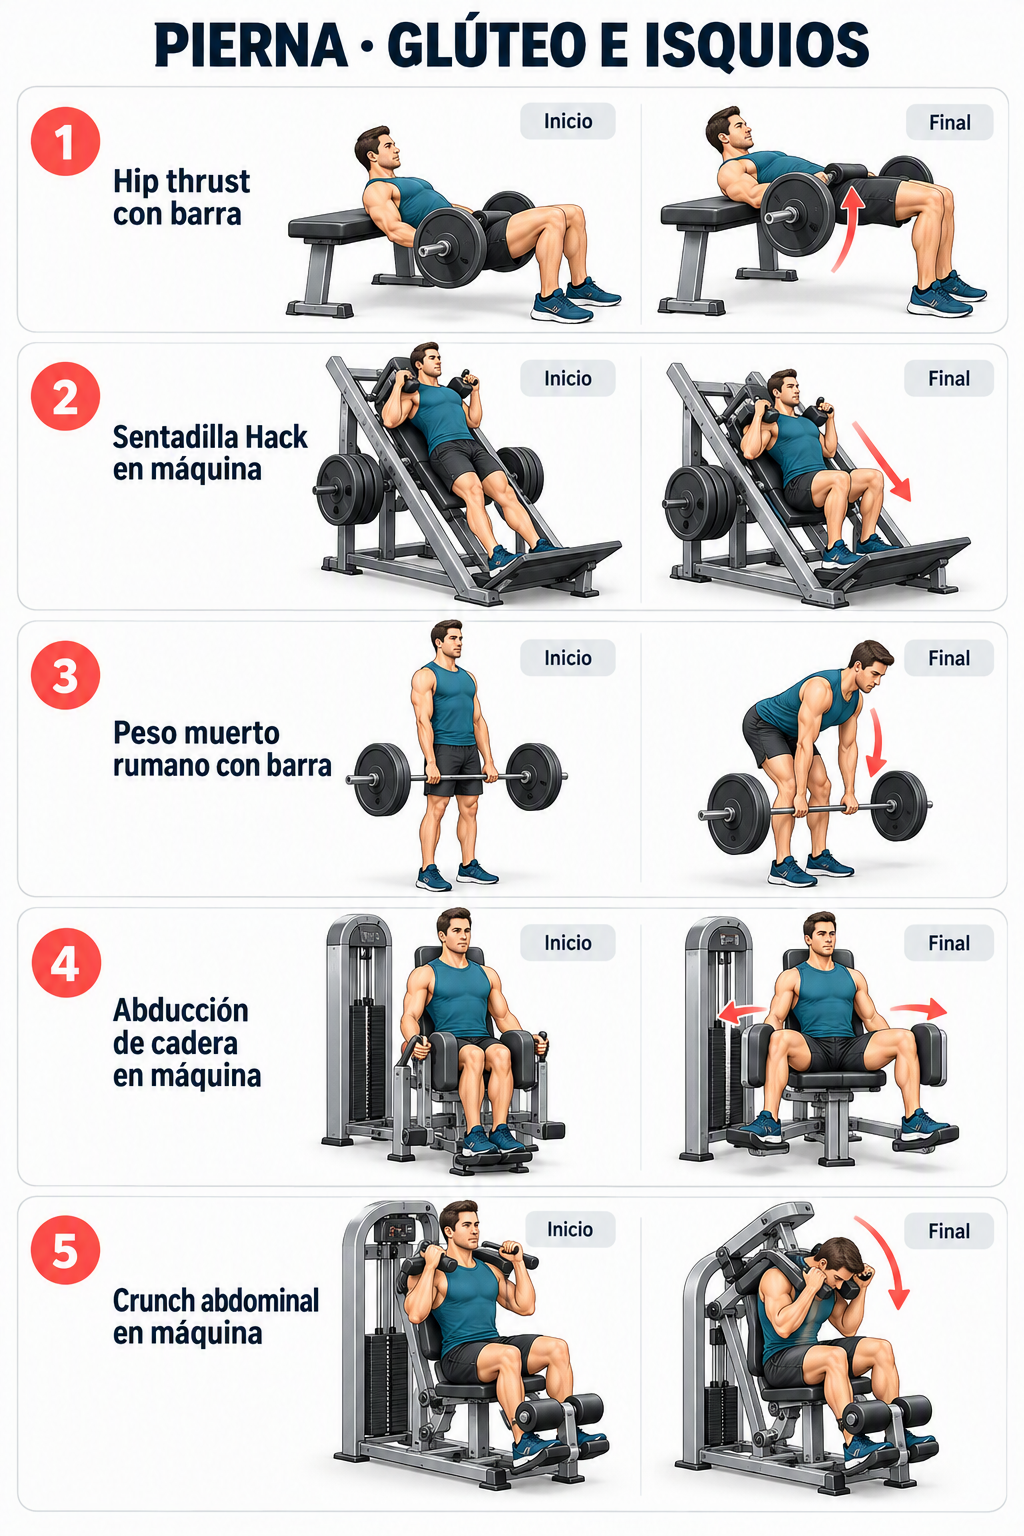 PIERNA · GLÚTEO E ISQUIOS
1
Hip thrust
con barra
Inicio
Final
2
Sentadilla Hack
en máquina
Inicio
Final
3
Peso muerto
rumano con barra
Inicio
Final
4
Abducción
de cadera
en máquina
Inicio
Final
5
Crunch abdominal
en máquina
Inicio
Final